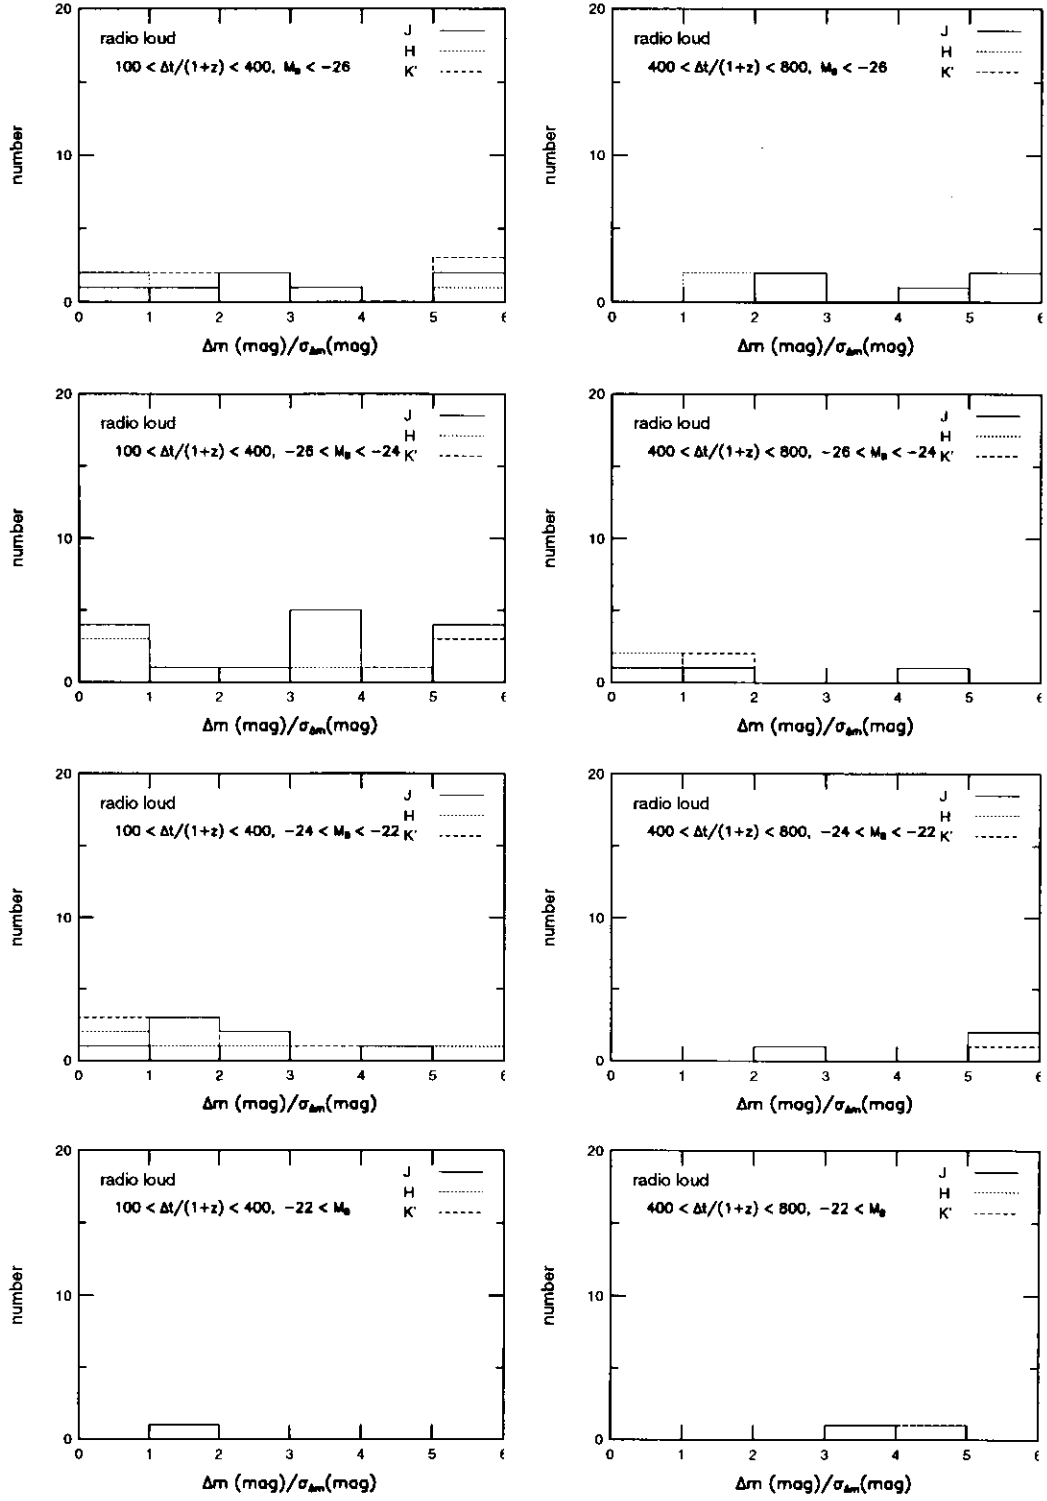 20
10
0
number
radio loud
100 < Δt/(1+z) < 400, M_B < −26
J
H
K'
0 1 2 3 4 5 6
Δm (mag)/σ_Δm(mag)
20
10
0
number
radio loud
400 < Δt/(1+z) < 800, M_B < −26
J
H
K'
0 1 2 3 4 5 6
Δm (mag)/σ_Δm(mag)
20
10
0
number
radio loud
100 < Δt/(1+z) < 400, −26 < M_B < −24
J
H
K'
0 1 2 3 4 5 6
Δm (mag)/σ_Δm(mag)
20
10
0
number
radio loud
400 < Δt/(1+z) < 800, −26 < M_B < −24
J
H
K'
0 1 2 3 4 5 6
Δm (mag)/σ_Δm(mag)
20
10
0
number
radio loud
100 < Δt/(1+z) < 400, −24 < M_B < −22
J
H
K'
0 1 2 3 4 5 6
Δm (mag)/σ_Δm(mag)
20
10
0
number
radio loud
400 < Δt/(1+z) < 800, −24 < M_B < −22
J
H
K'
0 1 2 3 4 5 6
Δm (mag)/σ_Δm(mag)
20
10
0
number
radio loud
100 < Δt/(1+z) < 400, −22 < M_B
J
H
K'
0 1 2 3 4 5 6
Δm (mag)/σ_Δm(mag)
20
10
0
number
radio loud
400 < Δt/(1+z) < 800, −22 < M_B
J
H
K'
0 1 2 3 4 5 6
Δm (mag)/σ_Δm(mag)